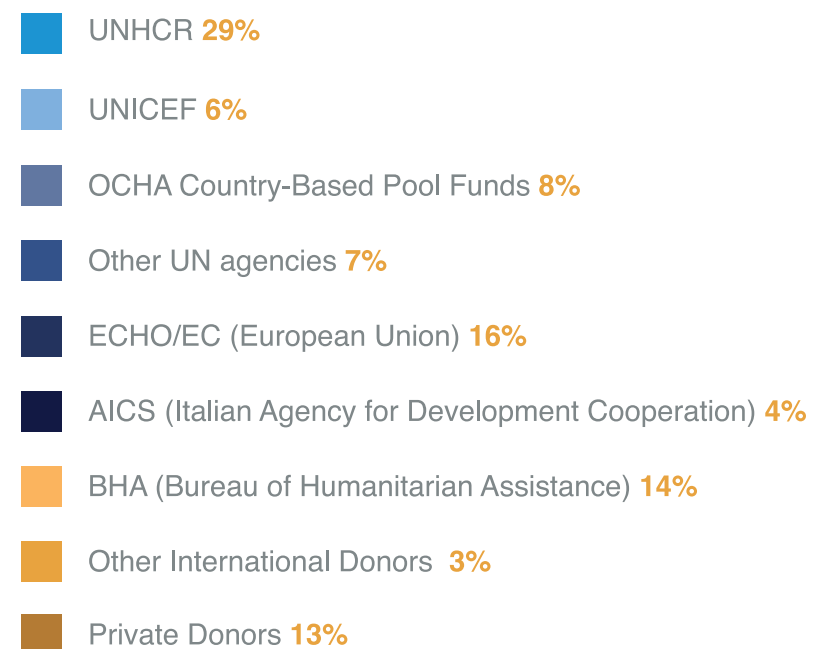 UNHCR 29%
UNICEF 6%
OCHA Country-Based Pool Funds 8%
Other UN agencies 7%
ECHO/EC (European Union) 16%
AICS (Italian Agency for Development Cooperation) 4%
BHA (Bureau of Humanitarian Assistance) 14%
Other International Donors 3%
Private Donors 13%